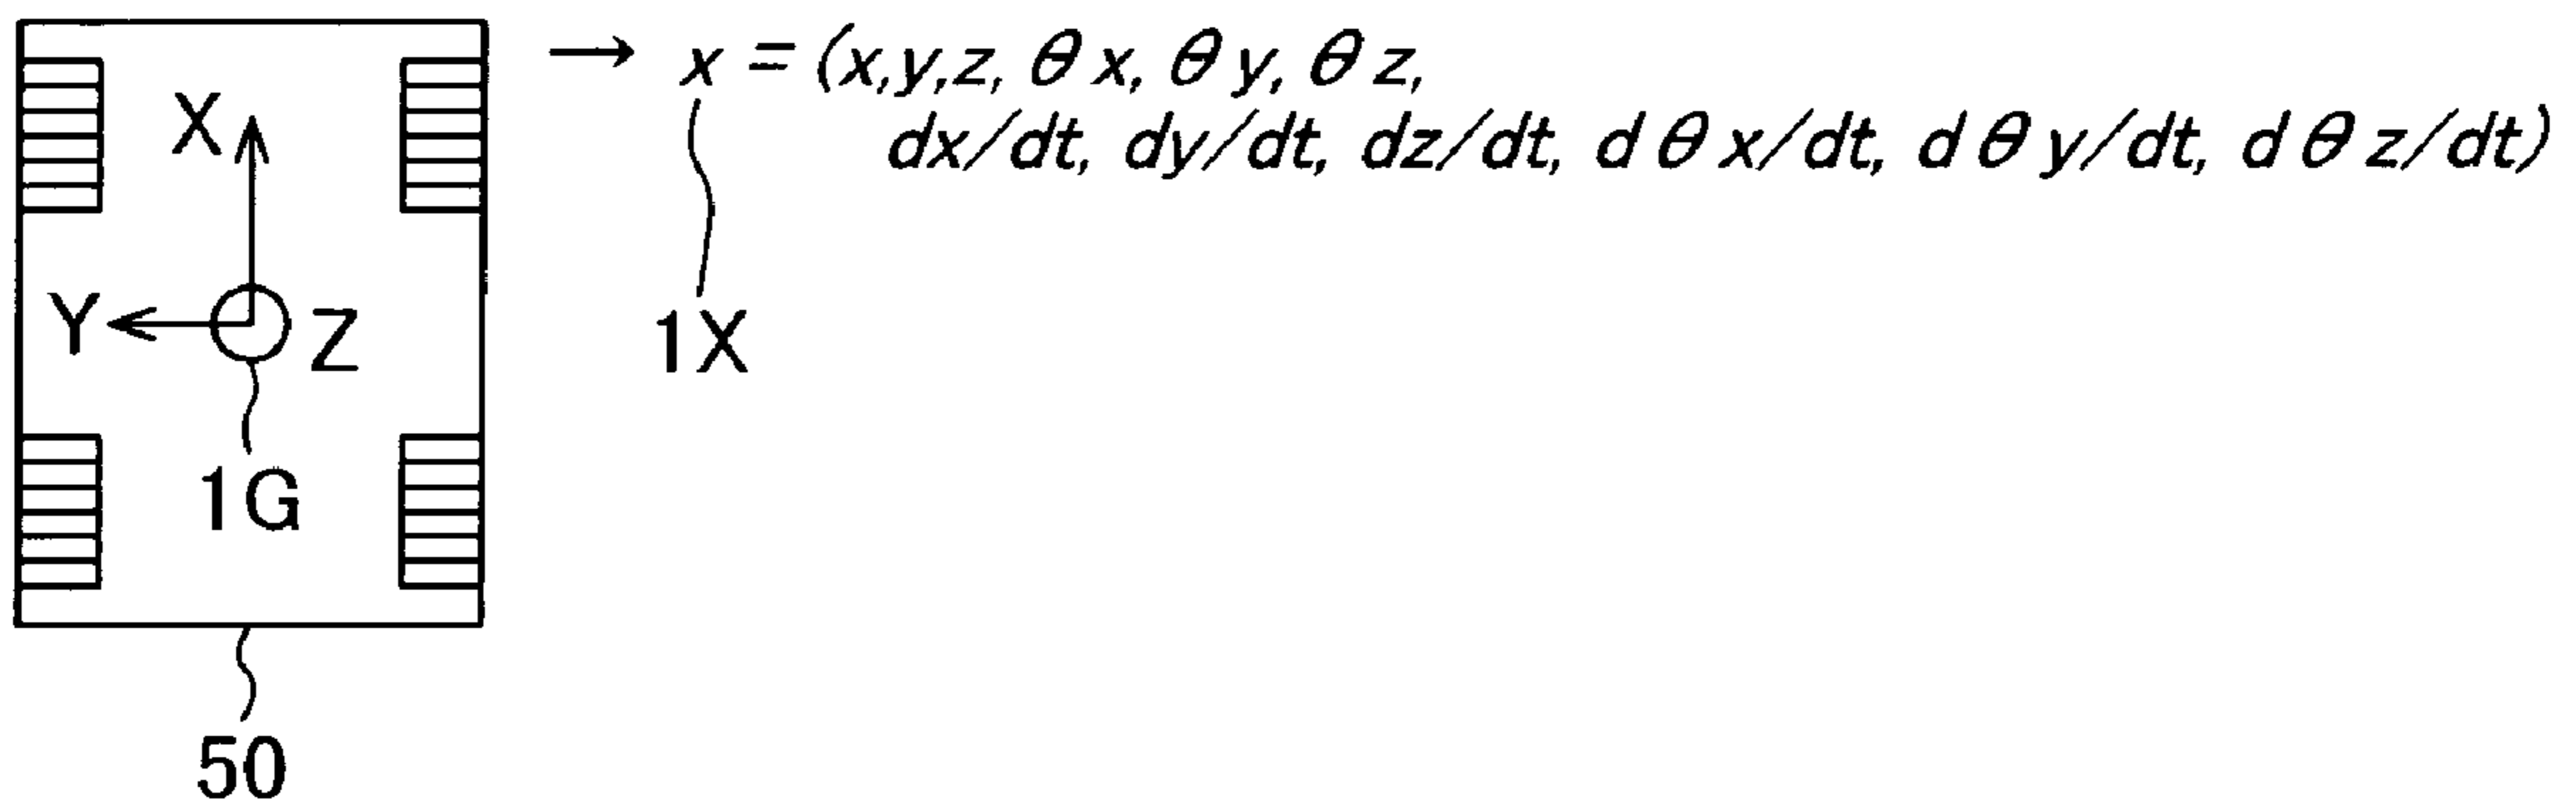 → x = (x,y,z, θx, θy, θz,
dx/dt, dy/dt, dz/dt, dθx/dt, dθy/dt, dθz/dt)
X
Y
Z
1X
1G
50